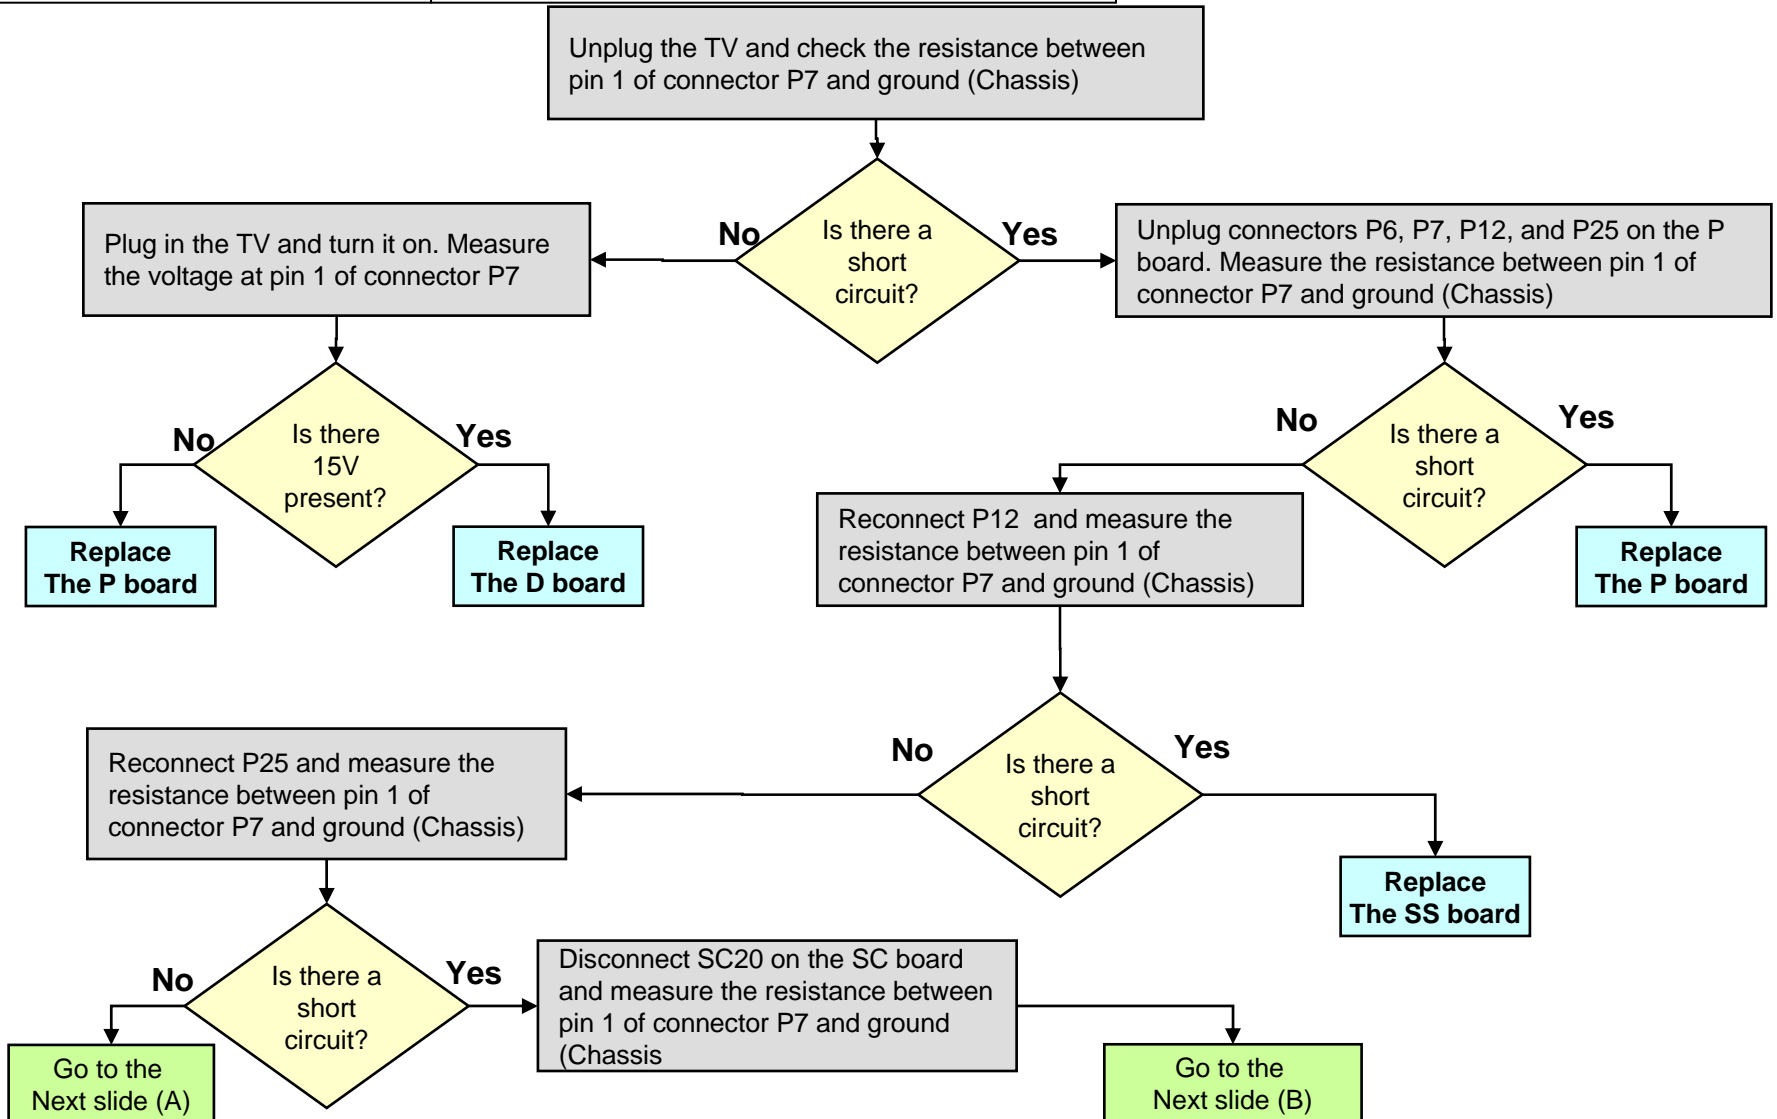 Unplug the TV and check the resistance between
pin 1 of connector P7 and ground (Chassis)
No
Is there a
short
circuit?
Yes
Plug in the TV and turn it on. Measure
the voltage at pin 1 of connector P7
Unplug connectors P6, P7, P12, and P25 on the P
board. Measure the resistance between pin 1 of
connector P7 and ground (Chassis)
No
Is there
15V
present?
Yes
No
Is there a
short
circuit?
Yes
Replace
The P board
Replace
The D board
Reconnect P12 and measure the
resistance between pin 1 of
connector P7 and ground (Chassis)
Replace
The P board
No
Is there a
short
circuit?
Yes
Reconnect P25 and measure the
resistance between pin 1 of
connector P7 and ground (Chassis)
Replace
The SS board
No
Is there a
short
circuit?
Yes
Disconnect SC20 on the SC board
and measure the resistance between
pin 1 of connector P7 and ground
(Chassis
Go to the
Next slide (A)
Go to the
Next slide (B)